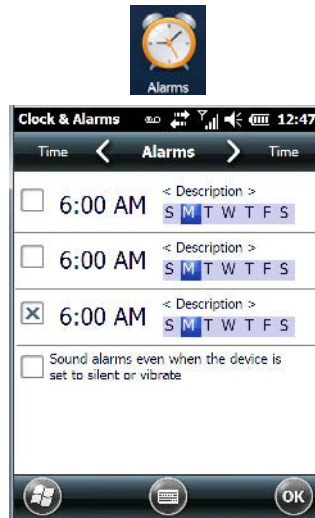 Alarms
Clock & Alarms 12:47
Time Alarms Time
6:00 AM < Description >
S M T W T F S
6:00 AM < Description >
S M T W T F S
6:00 AM < Description >
S M T W T F S
Sound alarms even when the device is
set to silent or vibrate
OK